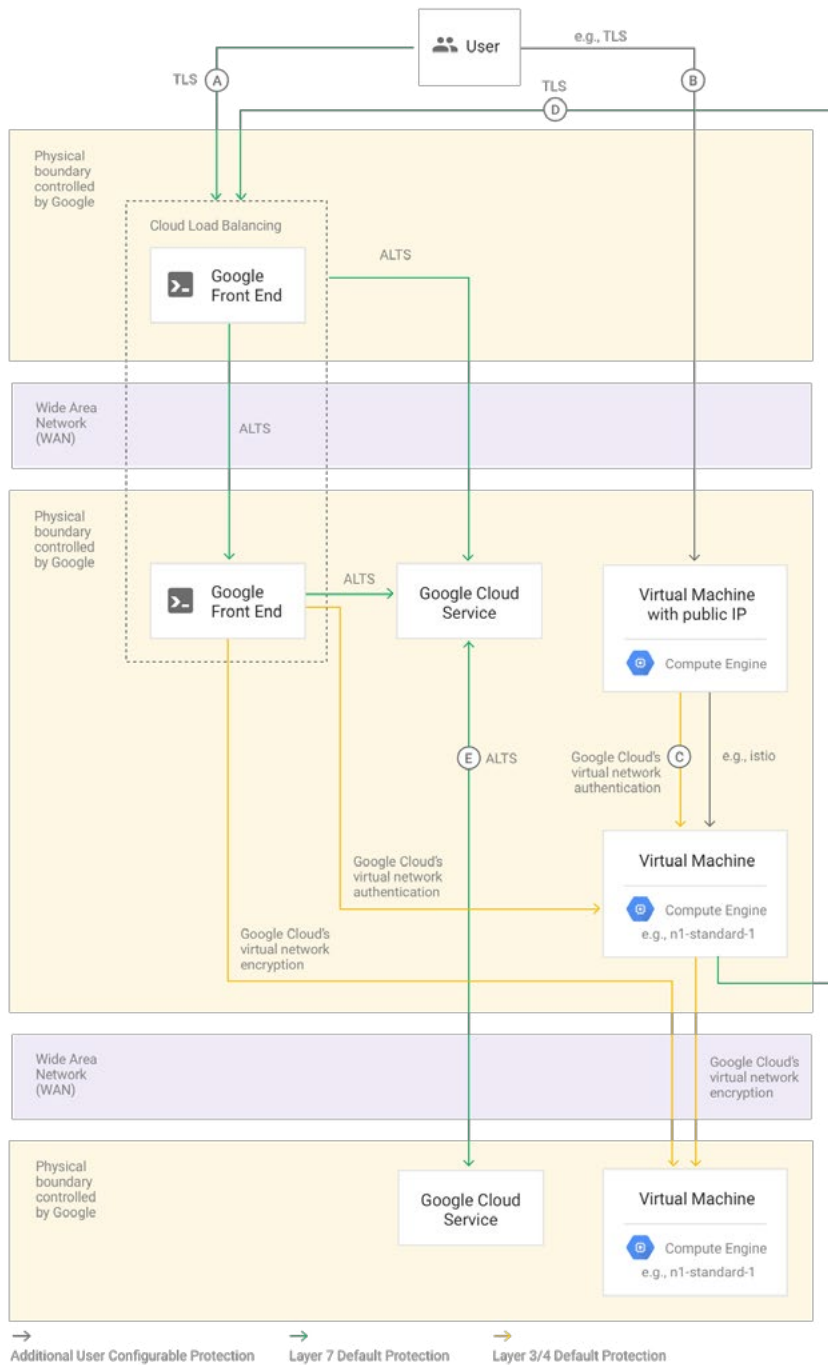 User
e.g., TLS
TLS
A
B
TLS
D
Physical
boundary
controlled
by Google
Cloud Load Balancing
Google
Front End
ALTS
Wide Area
Network
(WAN)
ALTS
Physical
boundary
controlled
by Google
Google
Front End
ALTS
Google Cloud
Service
Virtual Machine
with public IP
Compute Engine
E
ALTS
Google Cloud's
virtual network
authentication
C
e.g., istio
Virtual Machine
Compute Engine
e.g., n1-standard-1
Google Cloud's
virtual network
authentication
Google Cloud's
virtual network
encryption
Wide Area
Network
(WAN)
Google Cloud's
virtual network
encryption
Physical
boundary
controlled
by Google
Google Cloud
Service
Virtual Machine
Compute Engine
e.g., n1-standard-1
Additional User Configurable Protection
Layer 7 Default Protection
Layer 3/4 Default Protection